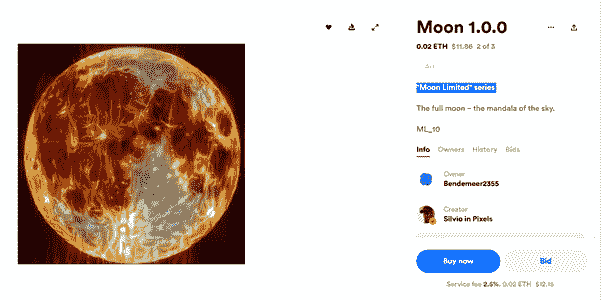 Moon 1.0.0
0.02 ETH $11.86 2 of 3
Art
"Moon Limited" series
The full moon – the mandala of the sky.
ML_10
Info Owners History Bids
Owner
Bendemeer2355
Creator
Silvio in Pixels
Buy now Bid
Service fee 2.5%. 0.02 ETH $12.15